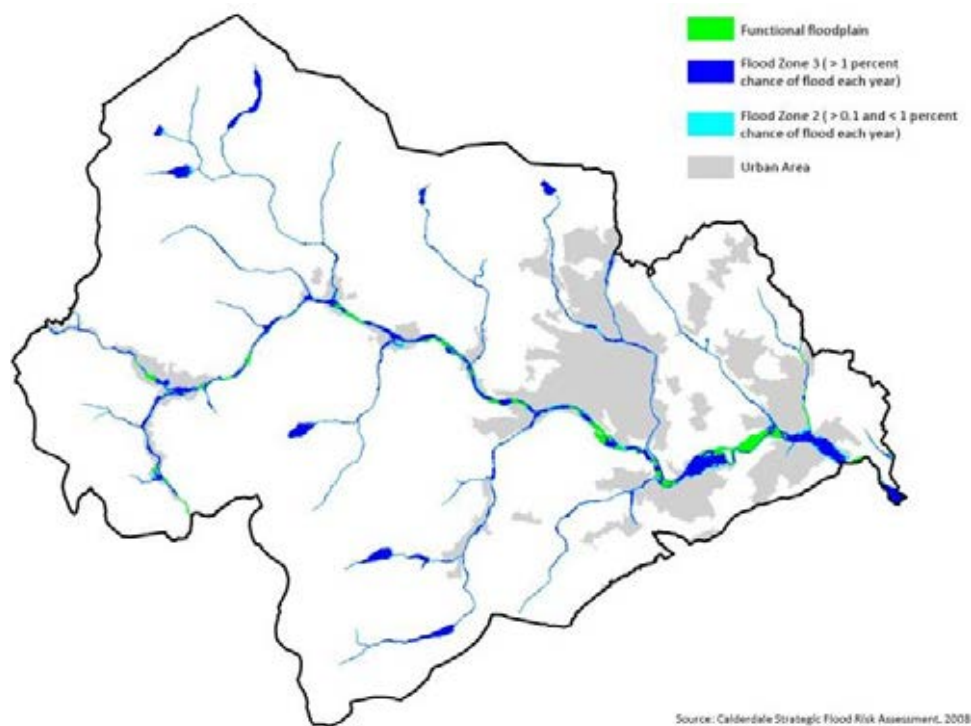 Functional floodplain
Flood Zone 3 ( > 1 percent
chance of flood each year)
Flood Zone 2 ( > 0.1 and < 1 percent
chance of flood each year)
Urban Area
Source: Calderdale Strategic Flood Risk Assessment, 2008